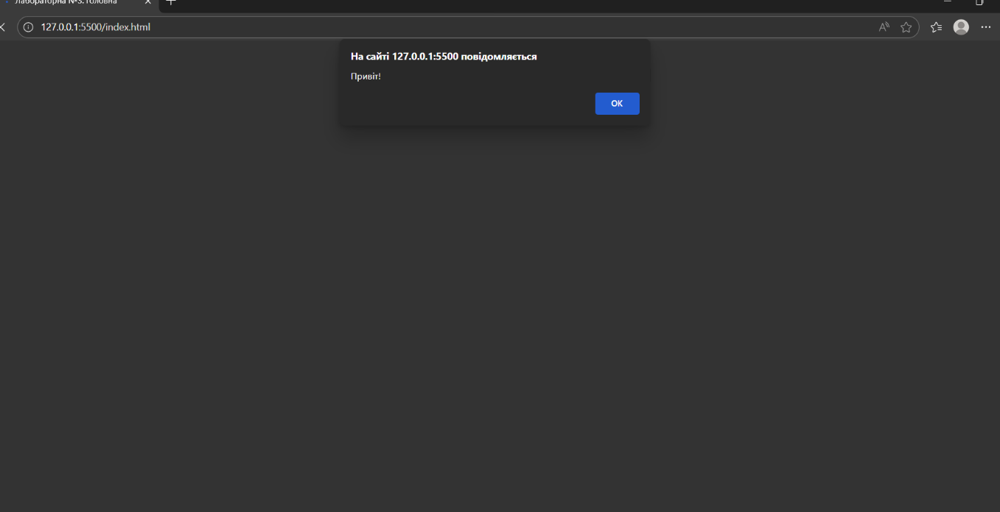 Лабораторна №3. Головна
127.0.0.1:5500/index.html
На сайті 127.0.0.1:5500 повідомляється
Привіт!
ОК